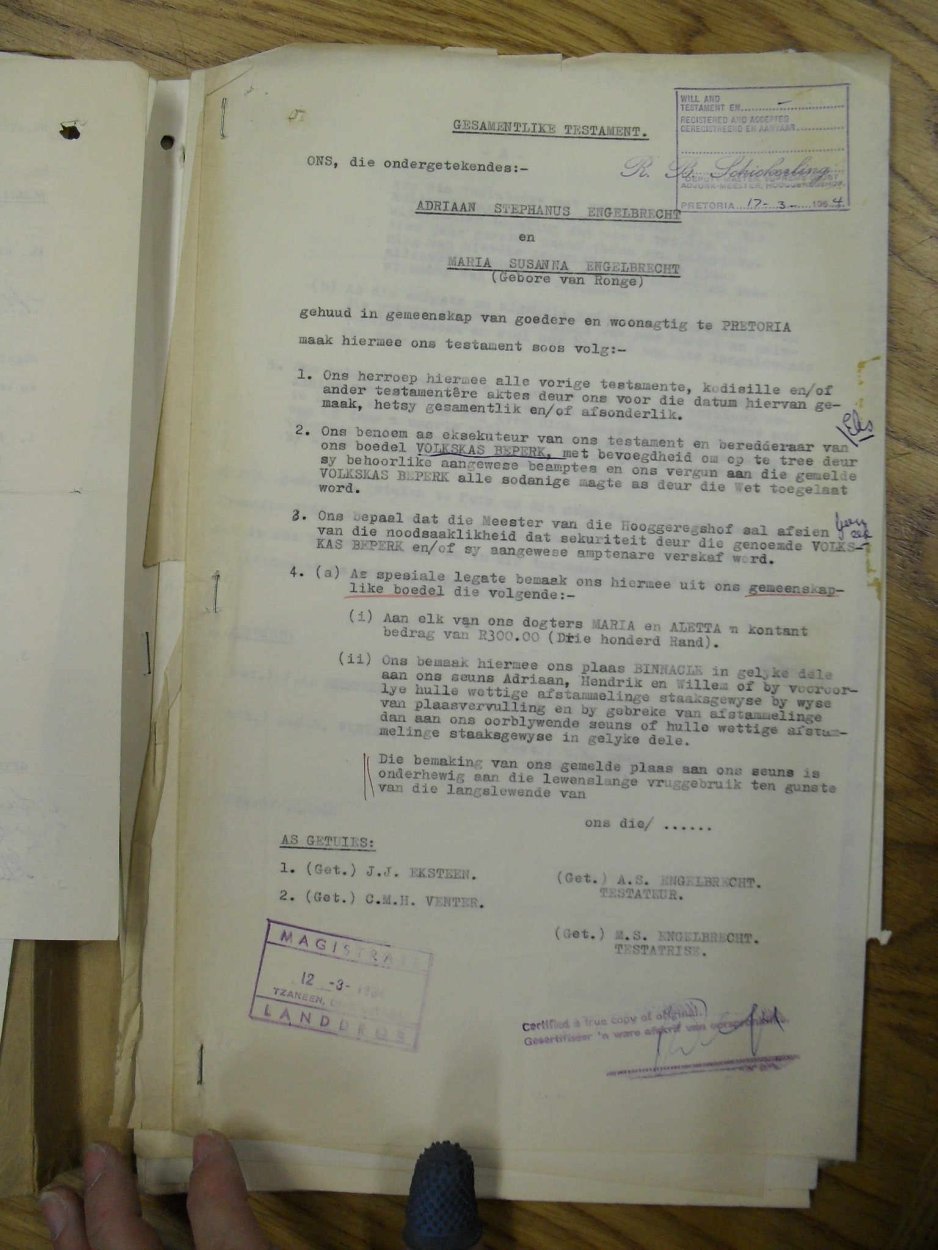 GESAMENTLIKE TESTAMENT.
WILL AND
TESTAMENT EN
REGISTERED AND ACCEPTED
GEREGISTREER EN AANVAAR
R. B. Schickerling
ADJUNK-MEESTER, HOOGGEREGSHOF.
PRETORIA 17-3-1964
ONS, die ondergetekendes:-
ADRIAAN STEPHANUS ENGELBRECHT
en
MARIA SUSANNA ENGELBRECHT
(Gebore van Ronge)
gehuud in gemeenskap van goedere en woonagtig te PRETORIA
maak hiermee ons testament soos volg:-
1. Ons herroep hiermee alle vorige testamente, kodisille en/of
ander testamentêre aktes deur ons voor die datum hiervan ge-
maak, hetsy gesamentlik en/of afsonderlik.
2. Ons benoem as eksekuteur van ons testament en beredderaar van
ons boedel VOLKSKAS BEPERK, met bevoegdheid om op te tree deur
sy behoorlike aangewese beamptes en ons vergun aan die gemelde
VOLKSKAS BEPERK alle sodanige magte as deur die Wet toegelaat
word.
3. Ons bepaal dat die Meester van die Hooggeregshof sal afsien
van die noodsaaklikheid dat sekuriteit deur die genoemde VOLKS-
KAS BEPERK en/of sy aangewese amptenare verskaf word.
4. (a) As spesiale legate bemaak ons hiermee uit ons gemeenskap-
like boedel die volgende:-
(i) Aan elk van ons dogters MARIA en ALETTA 'n kontant
bedrag van R300.00 (Drie honderd Rand).
(ii) Ons bemaak hiermee ons plaas BINNACLE in gelyke dele
aan ons seuns Adriaan, Hendrik en Willem of by vooroor-
lye hulle wettige afstammelinge staaksgewyse by wyse
van plaasvervulling en by gebreke van afstammelinge
dan aan ons oorblywende seuns of hulle wettige afstam-
melinge staaksgewyse in gelyke dele.
Die bemaking van ons gemelde plaas aan ons seuns is
onderhewig aan die lewenslange vruggebruik ten gunste
van die langslewende van
ons die/ ......
AS GETUIES:
1. (Get.) J.J. EKSTEEN.
2. (Get.) C.M.H. VENTER.
(Get.) A.S. ENGELBRECHT.
TESTATEUR.
(Get.) M.S. ENGELBRECHT.
TESTATRISE.
MAGISTRATE
12 -3-
TZANEEN,
LANDDROS
Certified a true copy of original.
Gesertifiseer 'n ware afskrif van